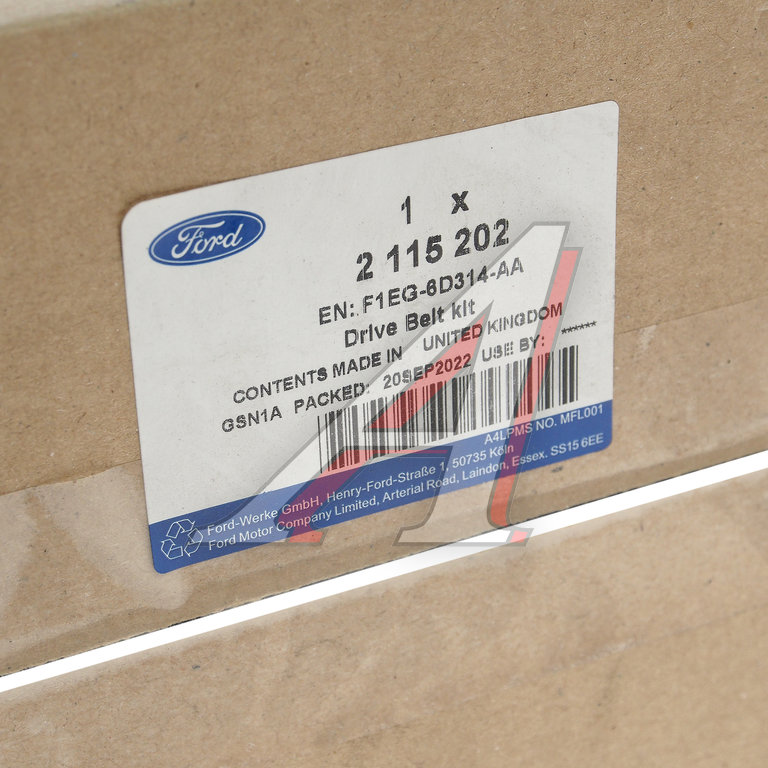 Ford
1 x
2 115 202
EN: F1EG-6D314-AA
Drive Belt kit
CONTENTS MADE IN UNITED KINGDOM
GSN1A PACKED: 20SEP2022 USE BY: ******
A4LPMS NO. MFL001
Ford-Werke GmbH, Henry-Ford-Straße 1, 50735 Köln
Ford Motor Company Limited, Arterial Road, Laindon, Essex. SS15 6EE